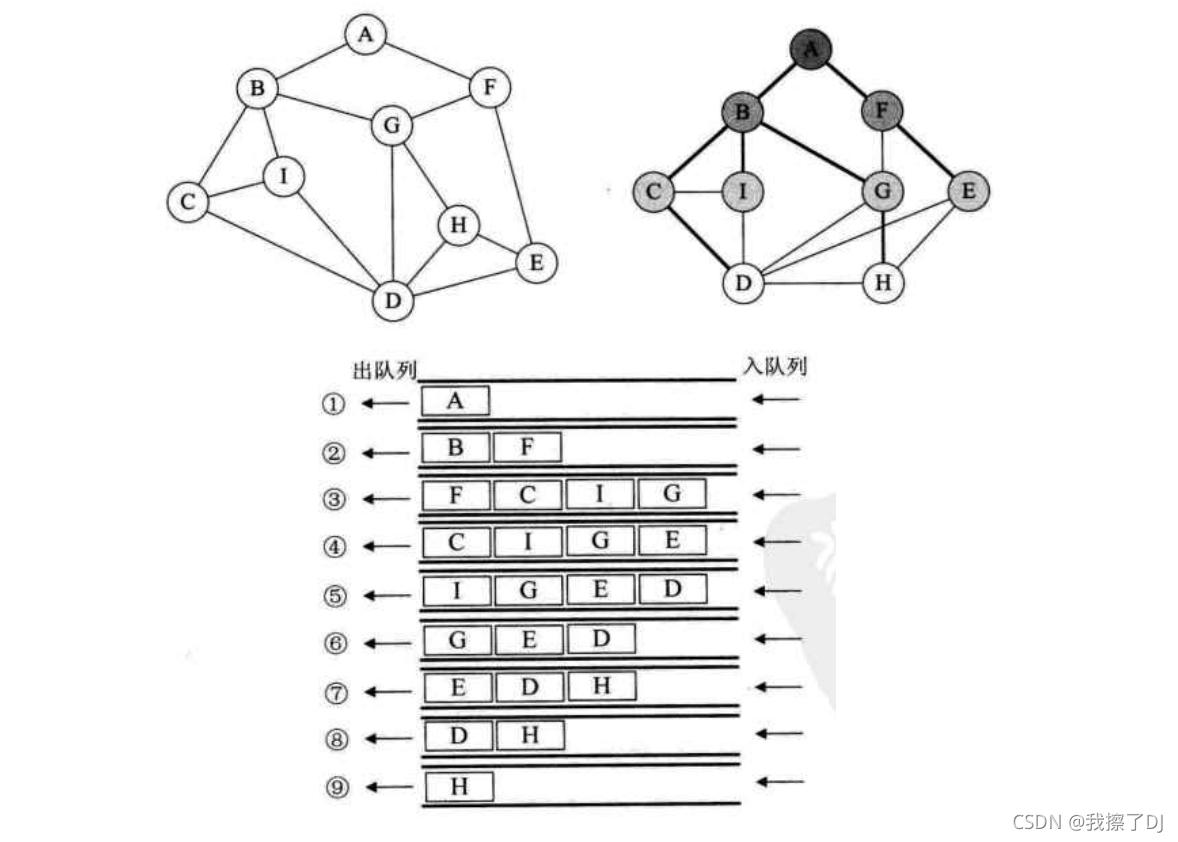 A
B
F
G
I
C
H
E
D
A
B
F
C
I
G
E
D
H
出队列 入队列
① A
② B F
③ F C I G
④ C I G E
⑤ I G E D
⑥ G E D
⑦ E D H
⑧ D H
⑨ H
CSDN @我擦了DJ